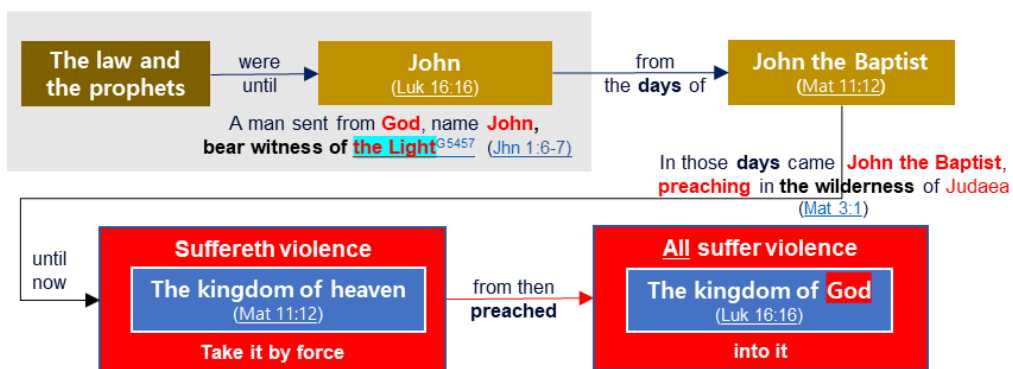 The law and
the prophets
were
until
John
(Luk 16:16)
from
the days of
John the Baptist
(Mat 11:12)
A man sent from God, name John,
bear witness of the LightG5457 (Jhn 1:6-7)
In those days came John the Baptist,
preaching in the wilderness of Judaea
(Mat 3:1)
until
now
Suffereth violence
The kingdom of heaven
(Mat 11:12)
Take it by force
from then
preached
All suffer violence
The kingdom of God
(Luk 16:16)
into it